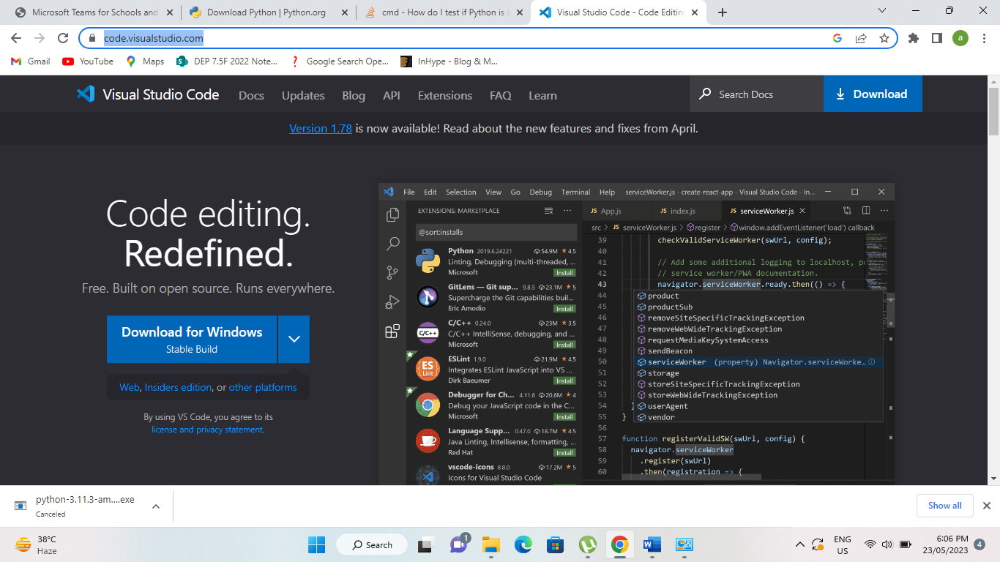 Microsoft Teams for Schools and
Download Python | Python.org
cmd - How do I test if Python is i
Visual Studio Code - Code Editin
code.visualstudio.com
a
Gmail
YouTube
Maps
DEP 7.5F 2022 Note...
Google Search Ope...
InHype - Blog & M...
Visual Studio Code
Docs
Updates
Blog
API
Extensions
FAQ
Learn
Search Docs
Download
Version 1.78 is now available! Read about the new features and fixes from April.
Code editing.
Redefined.
Free. Built on open source. Runs everywhere.
Download for Windows
Stable Build
Web, Insiders edition, or other platforms
By using VS Code, you agree to its
license and privacy statement.
File Edit Selection View Go Debug Terminal Help serviceWorker.js - create-react-app - Visual Studio Code - In...
EXTENSIONS: MARKETPLACE
@sort:installs
Python 2019.6.24221 54.9M 4.5
Linting, Debugging (multi-threaded, ...
Microsoft Install
GitLens — Git sup... 9.8.5 23.1M 5
Supercharge the Git capabilities buil...
Eric Amodio Install
C/C++ 0.24.0 23M 3.5
C/C++ IntelliSense, debugging, and ...
Microsoft Install
ESLint 1.9.0 21.9M 4.5
Integrates ESLint JavaScript into VS ...
Dirk Baeumer Install
Debugger for Ch... 4.11.6 20.6M 4
Debug your JavaScript code in the C...
Microsoft Install
Language Supp... 0.47.0 18.7M 4.5
Java Linting, Intellisense, formatting, ...
Red Hat Install
vscode-icons 8.8.0 17.2M 5
Icons for Visual Studio Code
C/C++
ES
Lint
JS App.js
JS index.js
JS serviceWorker.js
src > JS serviceWorker.js > register > window.addEventListener('load') callback
39 checkValidServiceWorker(swUrl, config);
40
41 // Add some additional logging to localhost, po
42 // service worker/PWA documentation.
43 navigator.serviceWorker.ready.then(() => {
44 product
45 productSub
46 removeSiteSpecificTrackingException
47 removeWebWideTrackingException
48 requestMediaKeySystemAccess
49 sendBeacon
50 serviceWorker (property) Navigator.serviceWorke...
51 storage
52 storeSiteSpecificTrackingException
53 storeWebWideTrackingException
54 } userAgent
55 } vendor
56
57 function registerValidSW(swUrl, config) {
58 navigator.serviceWorker
59 .register(swUrl)
60 .then(registration => {
python-3.11.3-am....exe
Canceled
Show all
38°C
Haze
Search
1
ENG
US
6:06 PM
23/05/2023
4